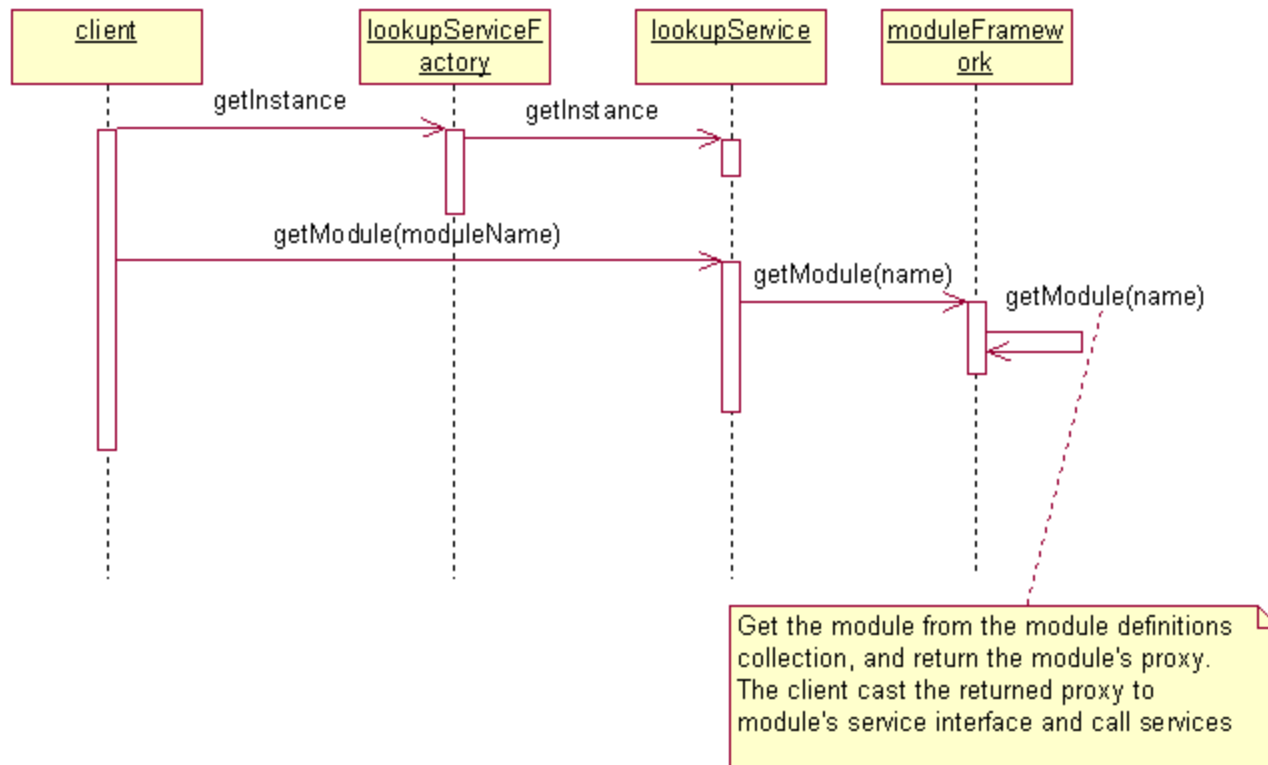 client
lookupServiceF
actory
lookupService
moduleFramew
ork
getInstance
getInstance
getModule(moduleName)
getModule(name)
getModule(name)
Get the module from the module definitions
collection, and return the module's proxy.
The client cast the returned proxy to
module's service interface and call services